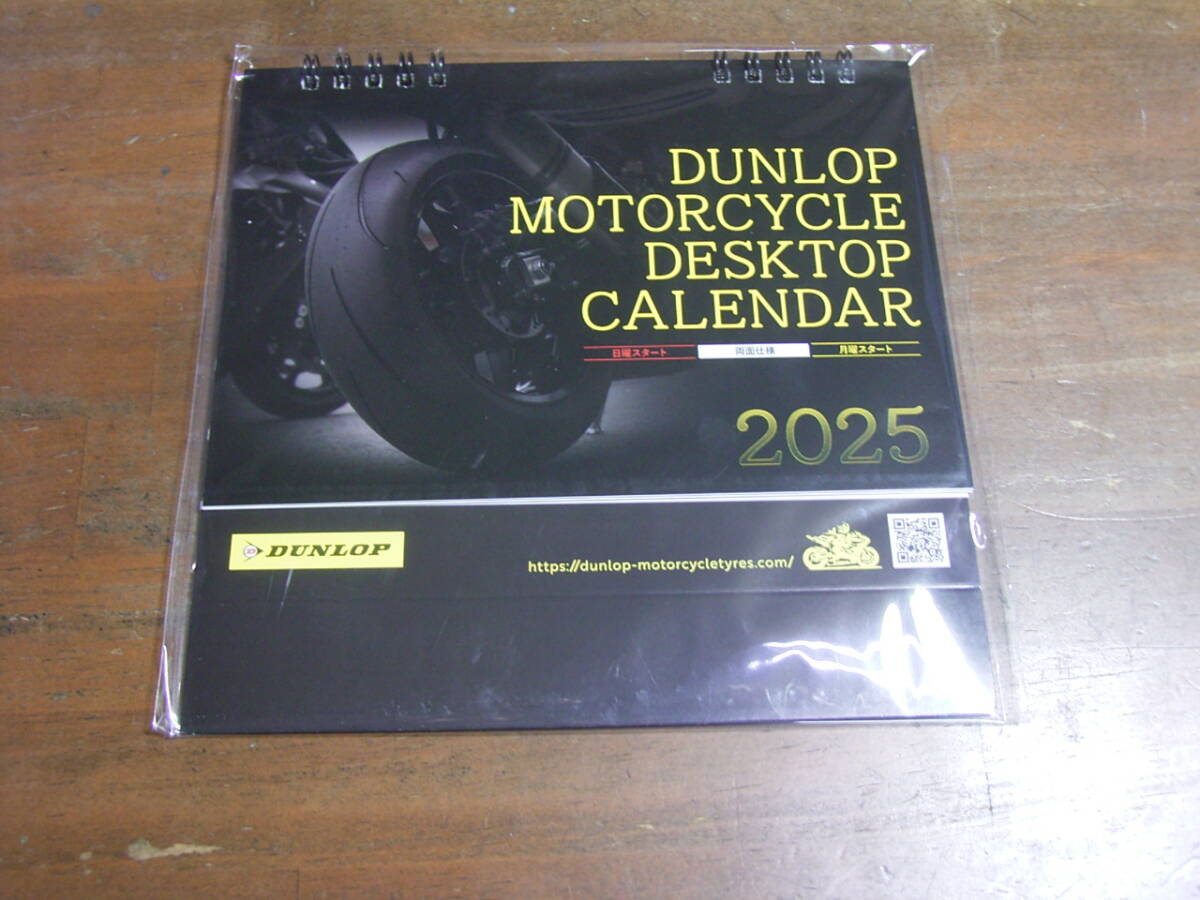 DUNLOP
MOTORCYCLE
DESKTOP
CALENDAR
日曜スタート 両面仕様 月曜スタート
2025
DUNLOP
https://dunlop-motorcycletyres.com/